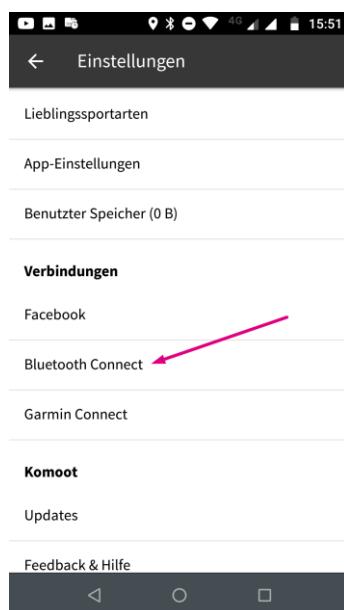 4G 15:51
Einstellungen
Lieblingssportarten
App-Einstellungen
Benutzter Speicher (0 B)
Verbindungen
Facebook
Bluetooth Connect
Garmin Connect
Komoot
Updates
Feedback & Hilfe